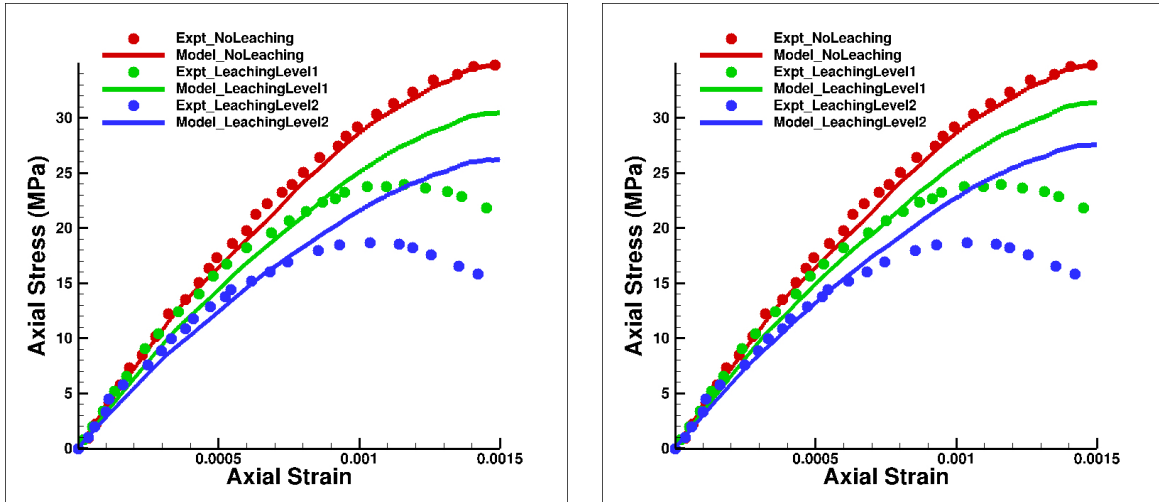 Expt_NoLeaching
Model_NoLeaching
Expt_LeachingLevel1
Model_LeachingLevel1
Expt_LeachingLevel2
Model_LeachingLevel2
Axial Stress (MPa)
30
25
20
15
10
5
0
0.0005
0.001
0.0015
Axial Strain
Expt_NoLeaching
Model_NoLeaching
Expt_LeachingLevel1
Model_LeachingLevel1
Expt_LeachingLevel2
Model_LeachingLevel2
Axial Stress (MPa)
30
25
20
15
10
5
0
0.0005
0.001
0.0015
Axial Strain